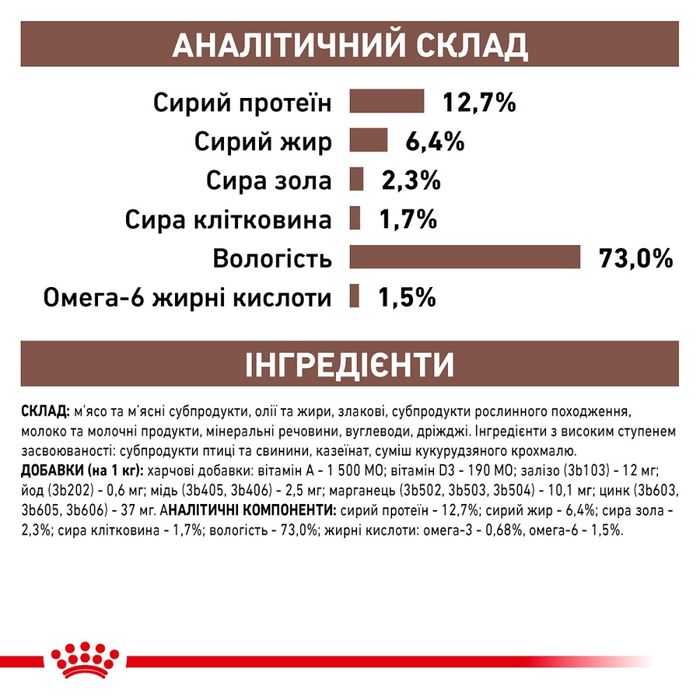 АНАЛІТИЧНИЙ СКЛАД
Сирий протеїн 12,7%
Сирий жир 6,4%
Сира зола 2,3%
Сира клітковина 1,7%
Вологість 73,0%
Омега-6 жирні кислоти 1,5%
ІНГРЕДІЄНТИ
СКЛАД: м'ясо та м'ясні субпродукти, олії та жири, злакові, субпродукти рослинного походження,
молоко та молочні продукти, мінеральні речовини, вуглеводи, дріжджі. Інгредієнти з високим ступенем
засвоюваності: субпродукти птиці та свинини, казеїнат, суміш кукурудзяного крохмалю.
ДОБАВКИ (на 1 кг): харчові добавки: вітамін А - 1 500 МО; вітамін D3 - 190 МО; залізо (3b103) - 12 мг;
йод (3b202) - 0,6 мг; мідь (3b405, 3b406) - 2,5 мг; марганець (3b502, 3b503, 3b504) - 10,1 мг; цинк (3b603,
3b605, 3b606) - 37 мг. АНАЛІТИЧНІ КОМПОНЕНТИ: сирий протеїн - 12,7%; сирий жир - 6,4%; сира зола -
2,3%; сира клітковина - 1,7%; вологість - 73,0%; жирні кислоти: омега-3 - 0,68%, омега-6 - 1,5%.